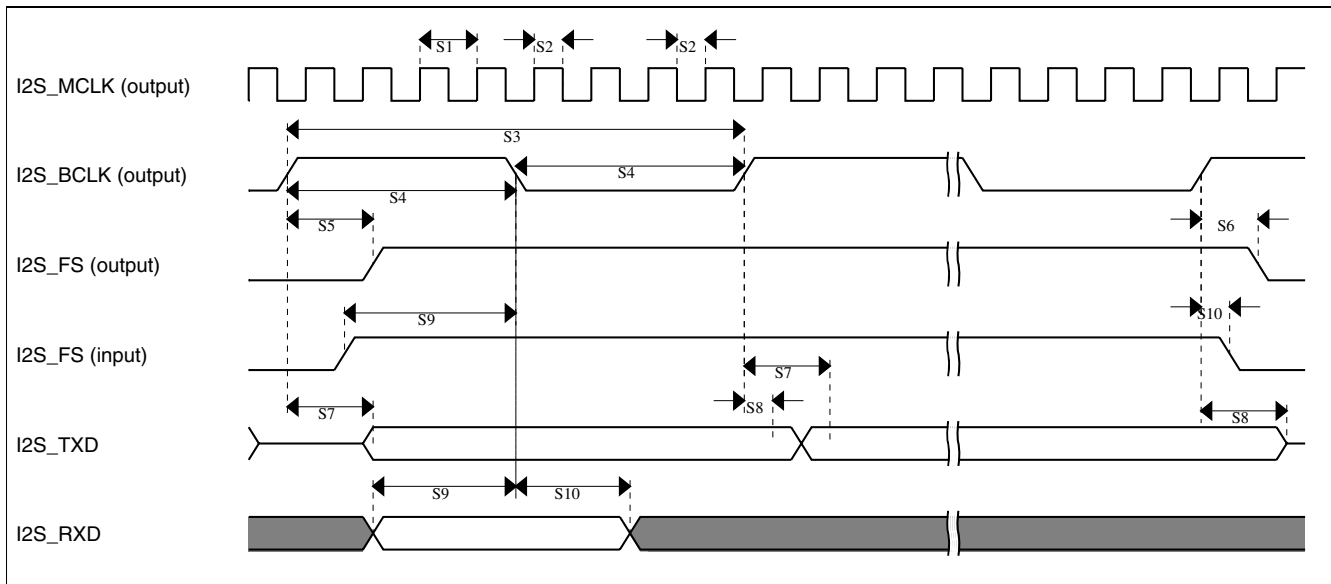 S1 S2 S2
I2S_MCLK (output)
S3
I2S_BCLK (output)
S4
S4
S5 S6
I2S_FS (output)
S9 S10
I2S_FS (input)
S7
S7 S8 S8
I2S_TXD
S9 S10
I2S_RXD